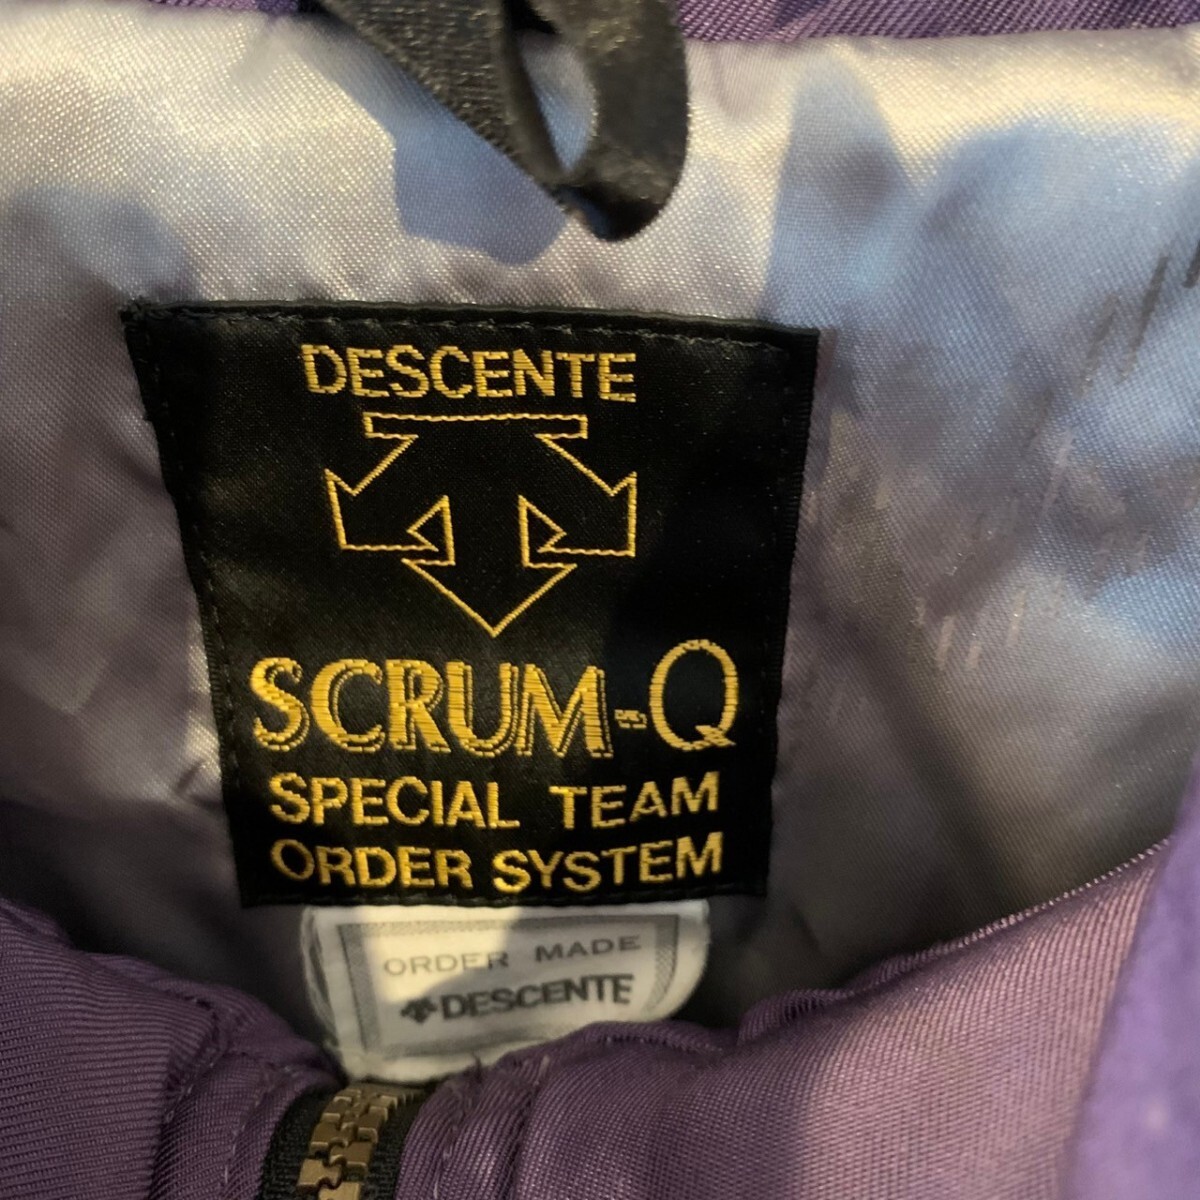 DESCENTE
SCRUM-Q
SPECIAL TEAM
ORDER SYSTEM
ORDER MADE
DESCENTE